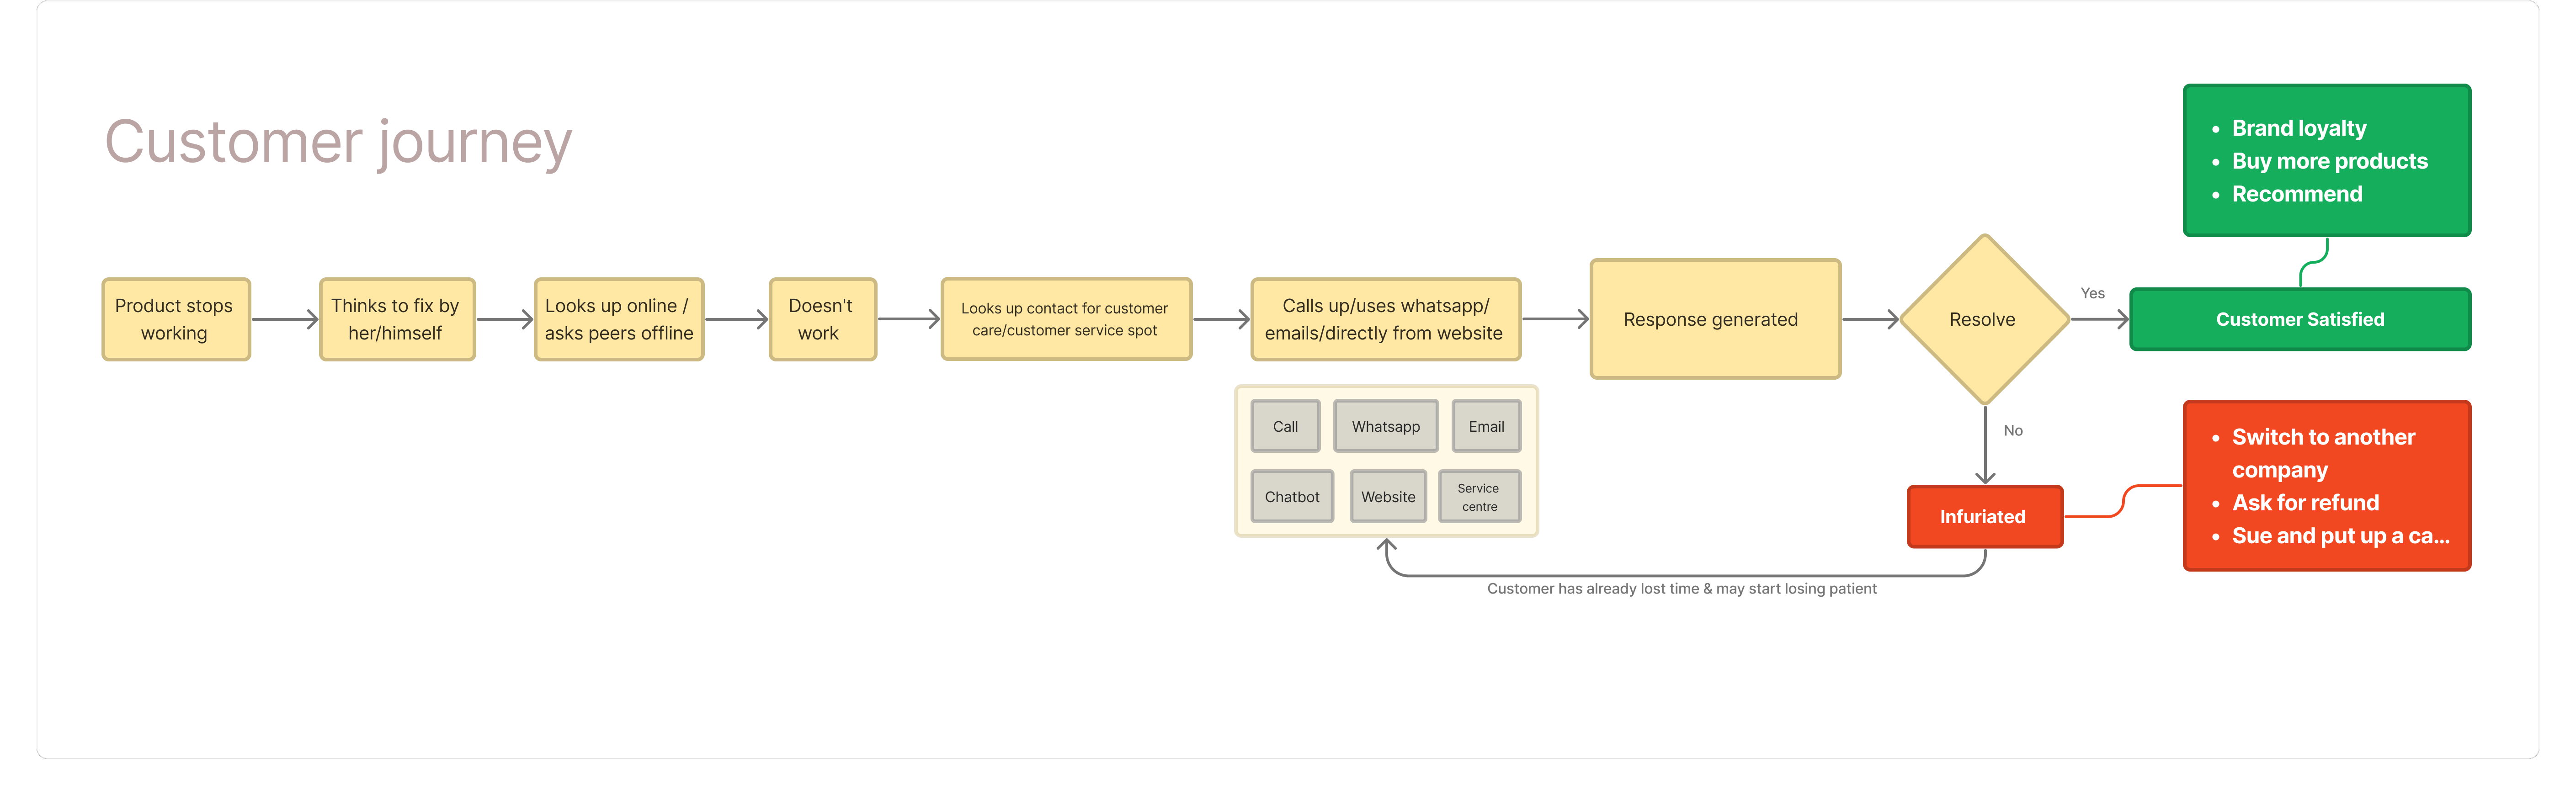 Customer journey
Product stops
working
Thinks to fix by
her/himself
Looks up online /
asks peers offline
Doesn't
work
Looks up contact for customer
care/customer service spot
Calls up/uses whatsapp/
emails/directly from website
Call
Whatsapp
Email
Chatbot
Website
Service
centre
Response generated
Resolve
Yes
Customer Satisfied
• Brand loyalty
• Buy more products
• Recommend
No
Infuriated
• Switch to another
company
• Ask for refund
• Sue and put up a ca...
Customer has already lost time & may start losing patient